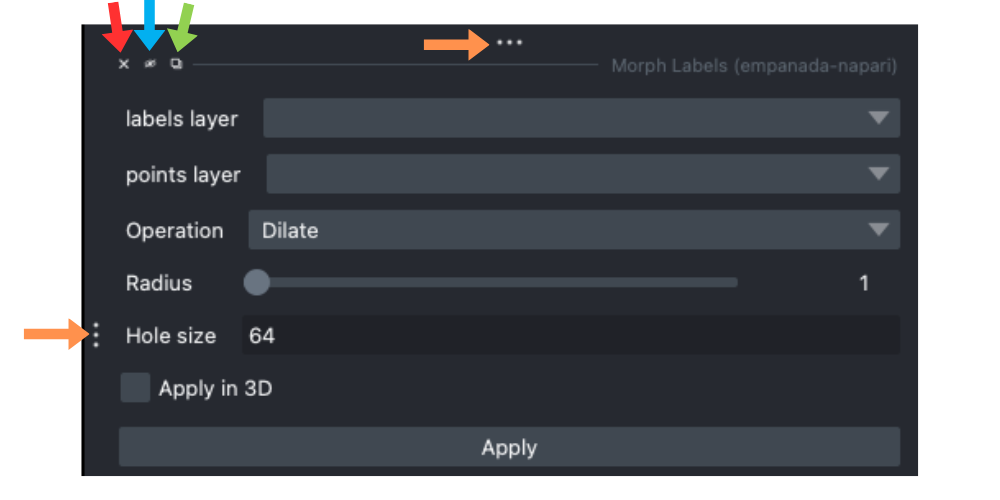 Morph Labels (empanada-napari)
labels layer
points layer
Operation Dilate
Radius 1
Hole size 64
Apply in 3D
Apply